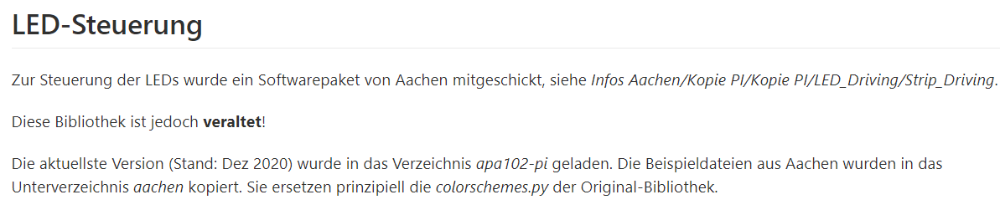 LED-Steuerung
Zur Steuerung der LEDs wurde ein Softwarepaket von Aachen mitgeschickt, siehe Infos Aachen/Kopie PI/Kopie PI/LED_Driving/Strip_Driving.
Diese Bibliothek ist jedoch veraltet!
Die aktuellste Version (Stand: Dez 2020) wurde in das Verzeichnis apa102-pi geladen. Die Beispieldateien aus Aachen wurden in das
Unterverzeichnis aachen kopiert. Sie ersetzen prinzipiell die colorschemes.py der Original-Bibliothek.